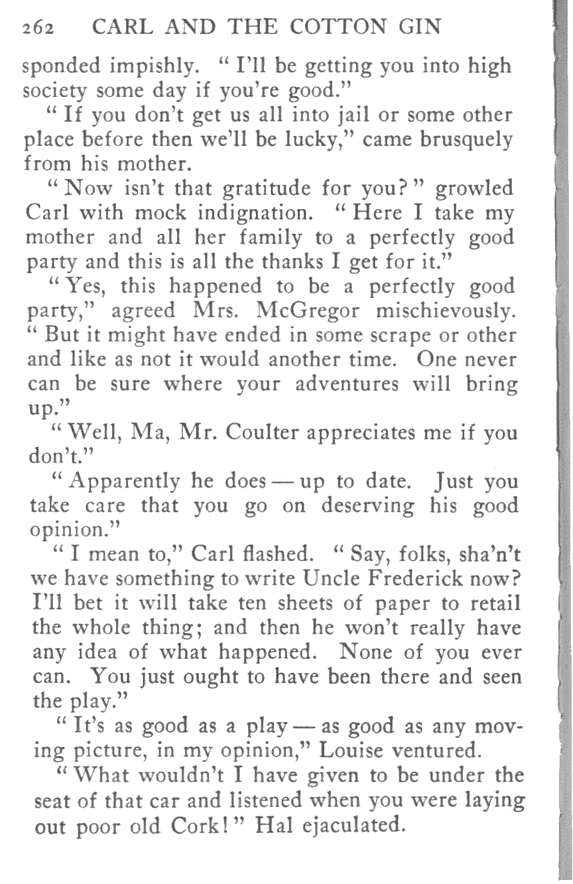 262 CARL AND THE COTTON GIN
sponded impishly. “ I’ll be getting you into high
society some day if you’re good.”
“ If you don’t get us all into jail or some other
place before then we’ll be lucky,” came brusquely
from his mother.
“ Now isn’t that gratitude for you? ” growled
Carl with mock indignation. “ Here I take my
mother and all her family to a perfectly good
party and this is all the thanks I get for it.”
“ Yes, this happened to be a perfectly good
party,” agreed Mrs. McGregor mischievously.
“ But it might have ended in some scrape or other
and like as not it would another time. One never
can be sure where your adventures will bring
up.”
“ Well, Ma, Mr. Coulter appreciates me if you
don’t.”
“ Apparently he does — up to date. Just you
take care that you go on deserving his good
opinion.”
“ I mean to,” Carl flashed. “ Say, folks, sha’n’t
we have something to write Uncle Frederick now?
I’ll bet it will take ten sheets of paper to retail
the whole thing; and then he won’t really have
any idea of what happened. None of you ever
can. You just ought to have been there and seen
the play.”
“ It’s as good as a play — as good as any mov-
ing picture, in my opinion,” Louise ventured.
“ What wouldn’t I have given to be under the
seat of that car and listened when you were laying
out poor old Cork! ” Hal ejaculated.